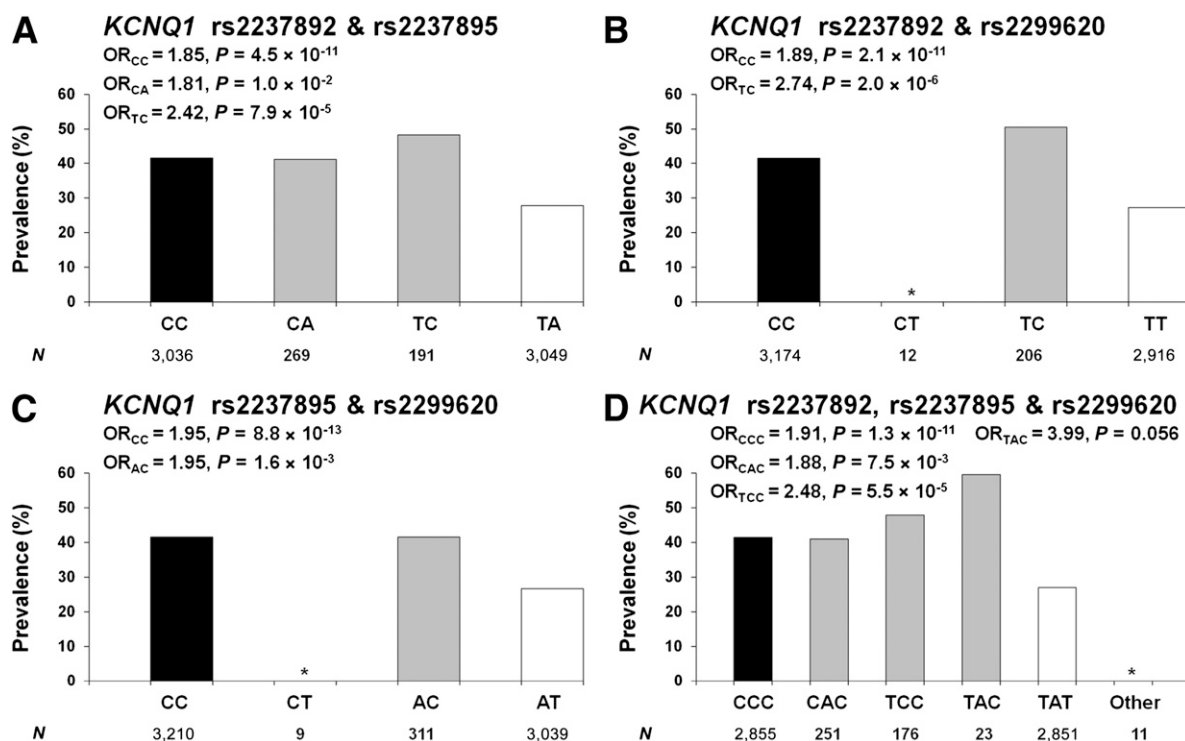 A
KCNQ1 rs2237892 & rs2237895
OR_CC = 1.85, P = 4.5 × 10^-11
OR_CA = 1.81, P = 1.0 × 10^-2
OR_TC = 2.42, P = 7.9 × 10^-5
Prevalence (%)
60
50
40
30
20
10
0
CC CA TC TA
N 3,036 269 191 3,049
B
KCNQ1 rs2237892 & rs2299620
OR_CC = 1.89, P = 2.1 × 10^-11
OR_TC = 2.74, P = 2.0 × 10^-6
Prevalence (%)
60
50
40
30
20
10
0
*
CC CT TC TT
N 3,174 12 206 2,916
C
KCNQ1 rs2237895 & rs2299620
OR_CC = 1.95, P = 8.8 × 10^-13
OR_AC = 1.95, P = 1.6 × 10^-3
Prevalence (%)
60
50
40
30
20
10
0
*
CC CT AC AT
N 3,210 9 311 3,039
D
KCNQ1 rs2237892, rs2237895 & rs2299620
OR_CCC = 1.91, P = 1.3 × 10^-11 OR_TAC = 3.99, P = 0.056
OR_CAC = 1.88, P = 7.5 × 10^-3
OR_TCC = 2.48, P = 5.5 × 10^-5
Prevalence (%)
60
50
40
30
20
10
0
*
CCC CAC TCC TAC TAT Other
N 2,855 251 176 23 2,851 11